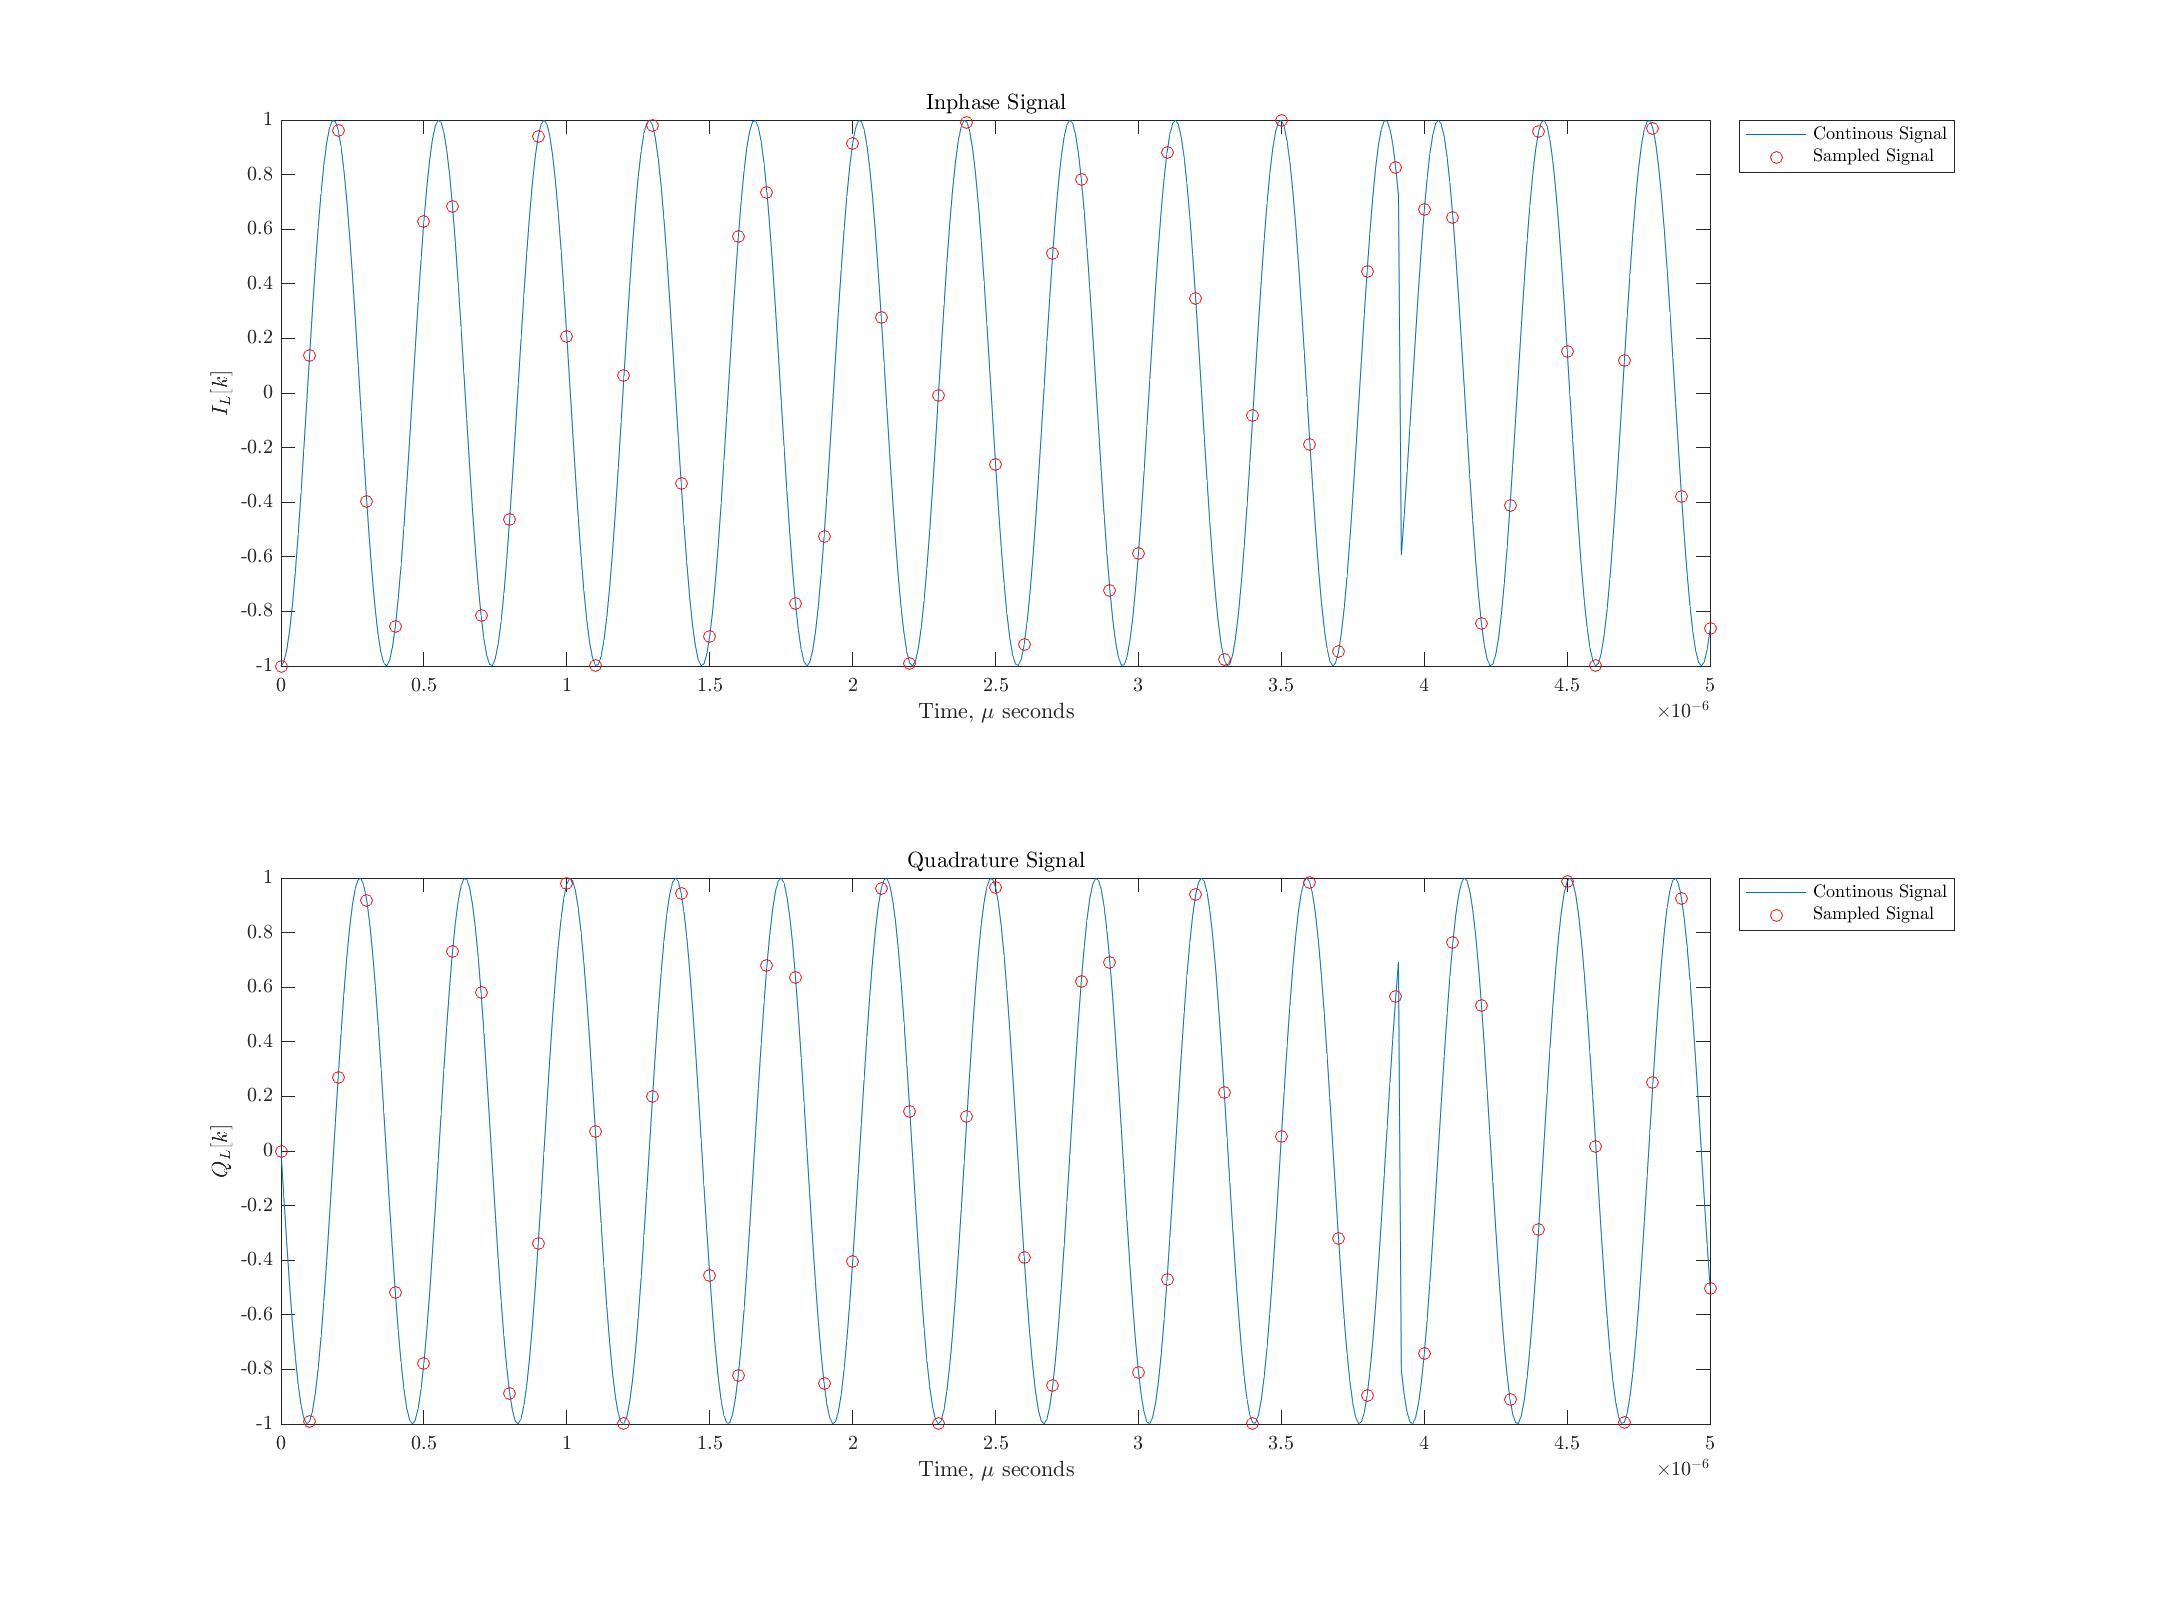 Inphase Signal
1
0.8
0.6
0.4
0.2
0
-0.2
-0.4
-0.6
-0.8
-1
I_L[k]
0 0.5 1 1.5 2 2.5 3 3.5 4 4.5 5
Time, μ seconds
×10⁻⁶
Continous Signal
Sampled Signal
Quadrature Signal
1
0.8
0.6
0.4
0.2
0
-0.2
-0.4
-0.6
-0.8
-1
Q_L[k]
0 0.5 1 1.5 2 2.5 3 3.5 4 4.5 5
Time, μ seconds
×10⁻⁶
Continous Signal
Sampled Signal